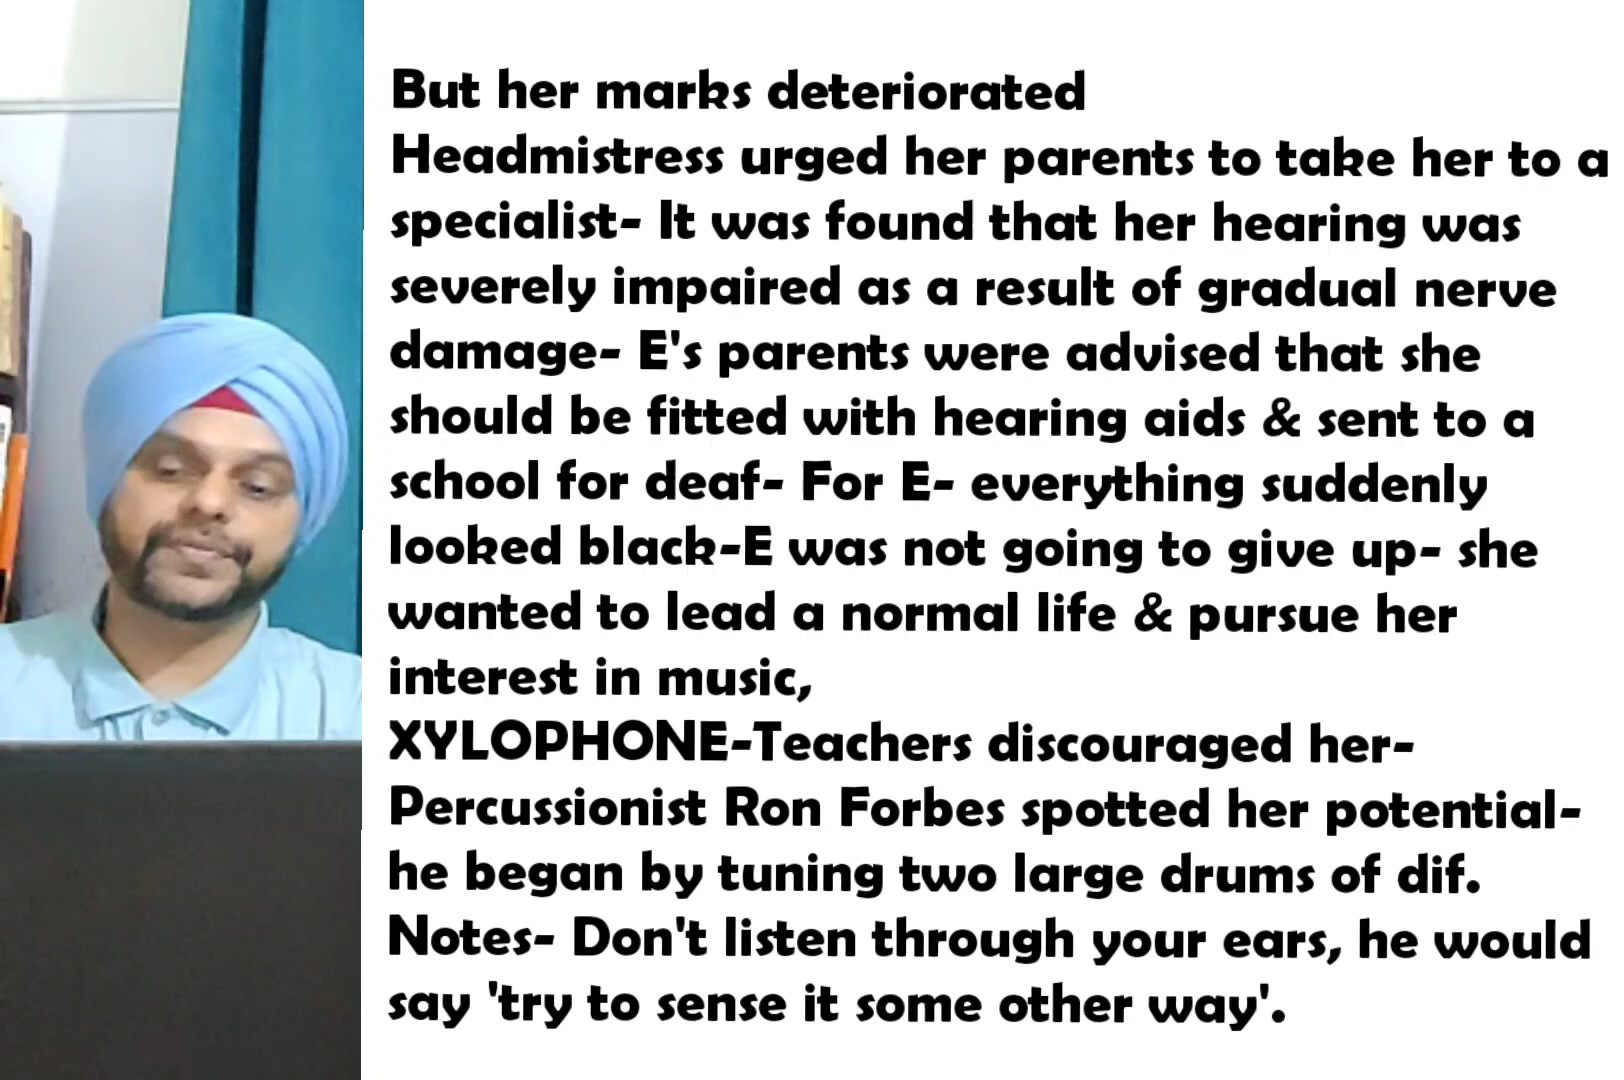 But her marks deteriorated
Headmistress urged her parents to take her to a
specialist- It was found that her hearing was
severely impaired as a result of gradual nerve
damage- E's parents were advised that she
should be fitted with hearing aids & sent to a
school for deaf- For E- everything suddenly
looked black-E was not going to give up- she
wanted to lead a normal life & pursue her
interest in music,
XYLOPHONE-Teachers discouraged her-
Percussionist Ron Forbes spotted her potential-
he began by tuning two large drums of dif.
Notes- Don't listen through your ears, he would
say 'try to sense it some other way'.